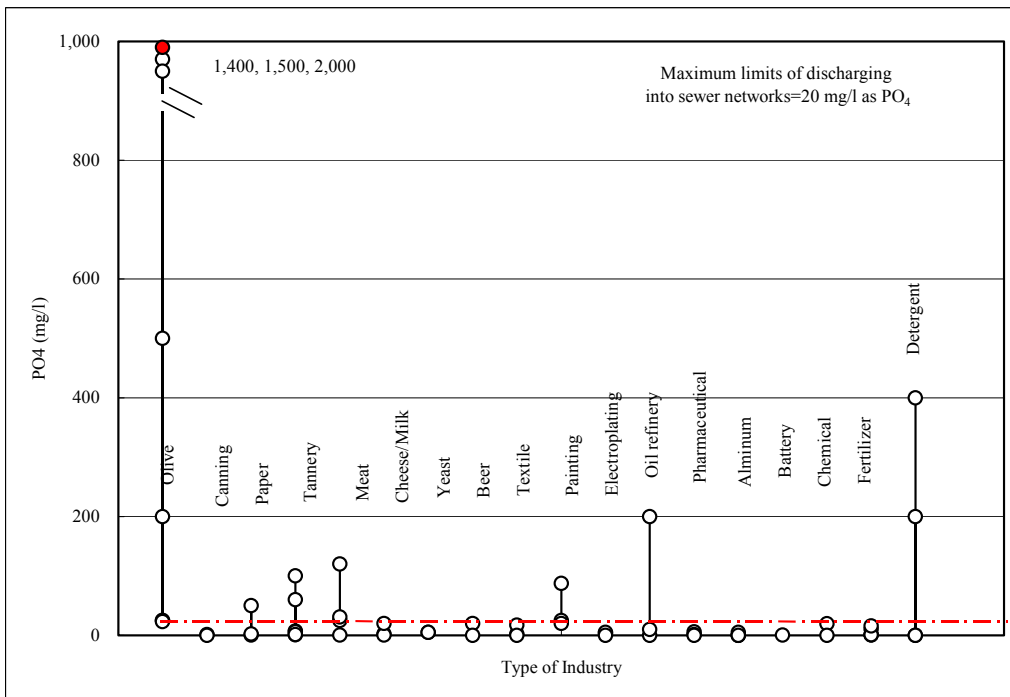 1,000
1,400, 1,500, 2,000
Maximum limits of discharging
into sewer networks=20 mg/l as PO4
800
600
400
200
0
PO4 (mg/l)
Olive
Canning
Paper
Tannery
Meat
Cheese/Milk
Yeast
Beer
Textile
Painting
Electroplating
Oil refinery
Pharmaceutical
Alminum
Battery
Chemical
Fertilizer
Detergent
Type of Industry